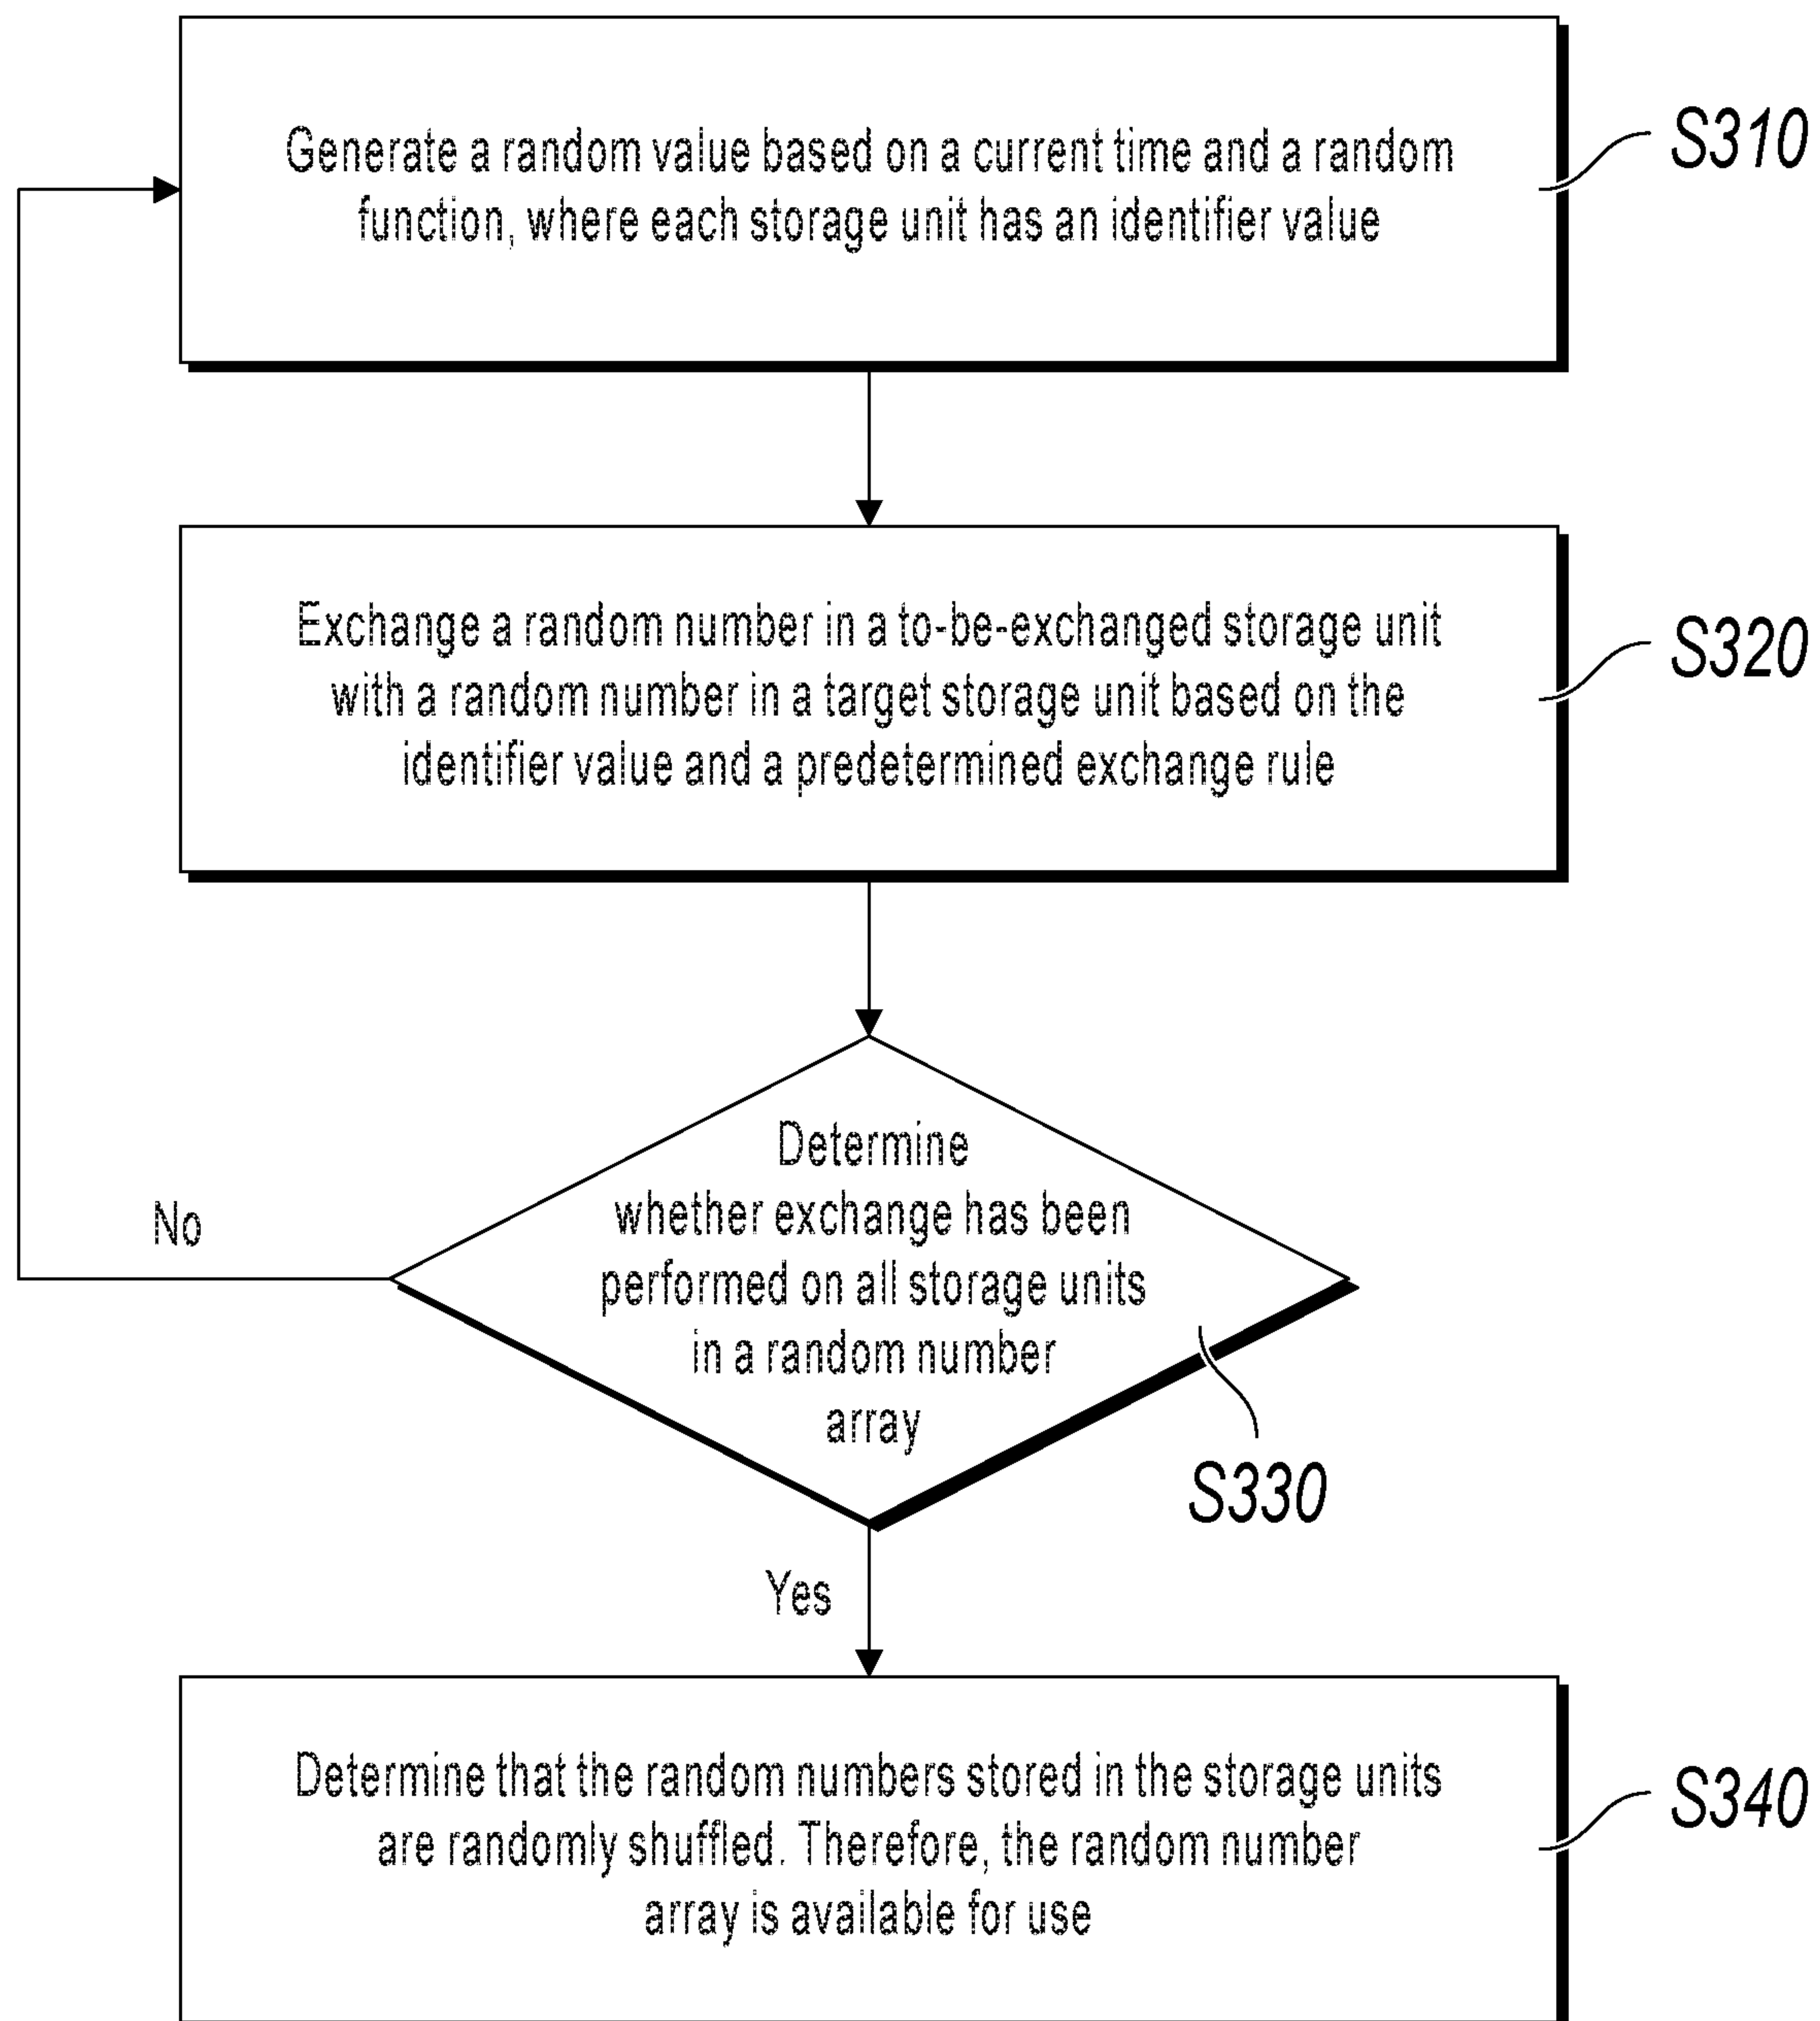 Generate a random value based on a current time and a random
function, where each storage unit has an identifier value
S310
Exchange a random number in a to-be-exchanged storage unit
with a random number in a target storage unit based on the
identifier value and a predetermined exchange rule
S320
Determine
whether exchange has been
performed on all storage units
in a random number
array
No
S330
Yes
Determine that the random numbers stored in the storage units
are randomly shuffled. Therefore, the random number
array is available for use
S340